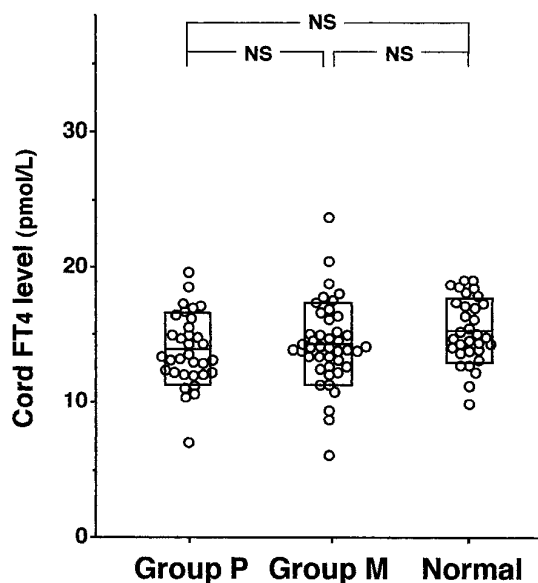 NS
NS NS
30
20
10
0
Cord FT4 level (pmol/L)
Group P Group M Normal